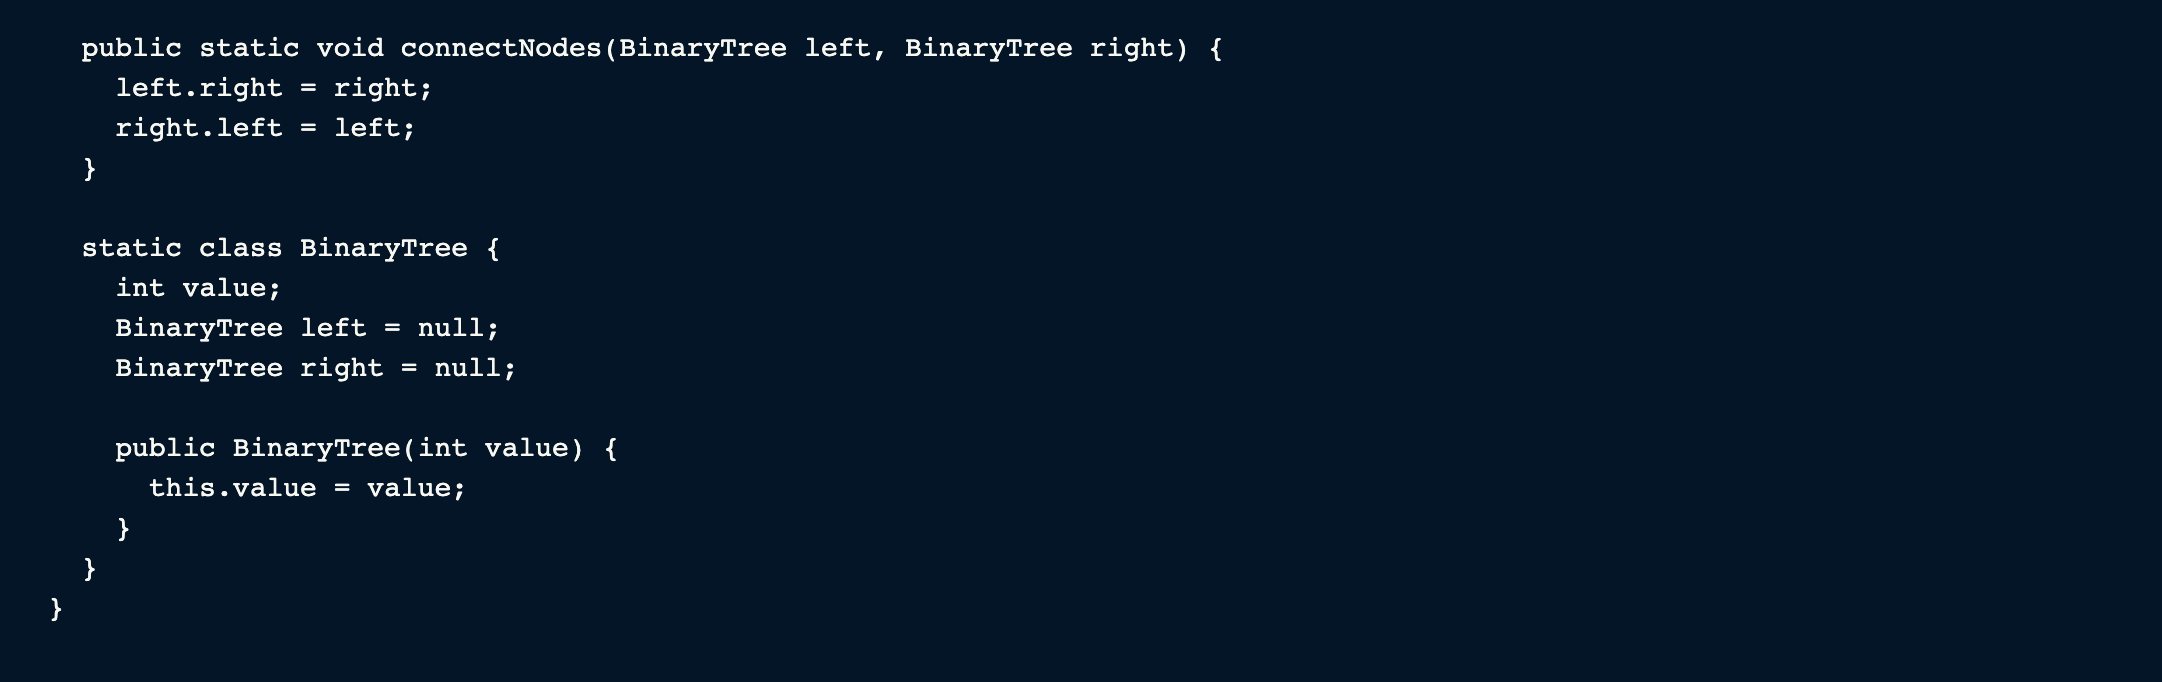 public static void connectNodes(BinaryTree left, BinaryTree right) {
left.right = right;
right.left = left;
}
static class BinaryTree {
int value;
BinaryTree left = null;
BinaryTree right = null;
public BinaryTree(int value) {
this.value = value;
}
}
}